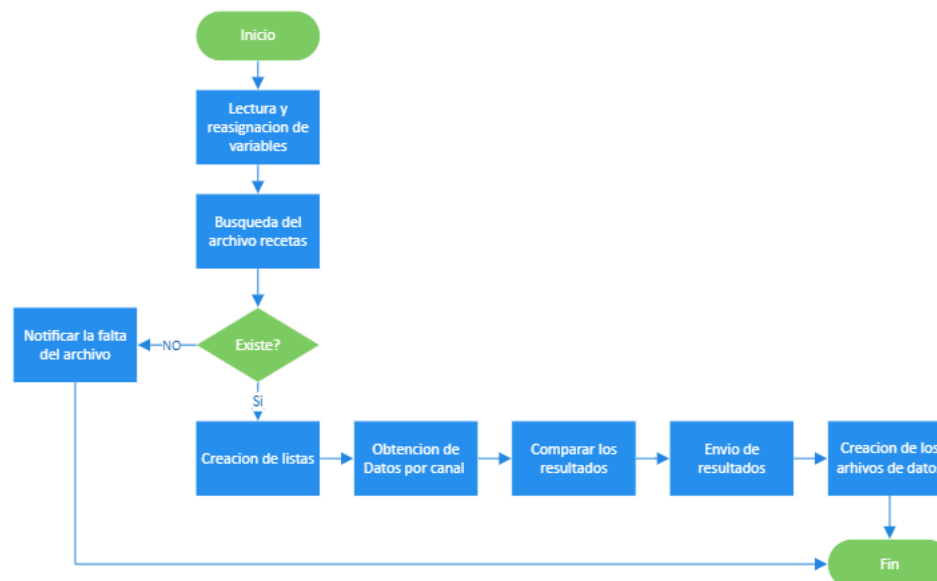 Inicio
Lectura y
reasignacion de
variables
Busqueda del
archivo recetas
Existe?
NO
Notificar la falta
del archivo
Si
Creacion de listas
Obtencion de
Datos por canal
Comparar los
resultados
Envio de
resultados
Creacion de los
arhivos de datos
Fin